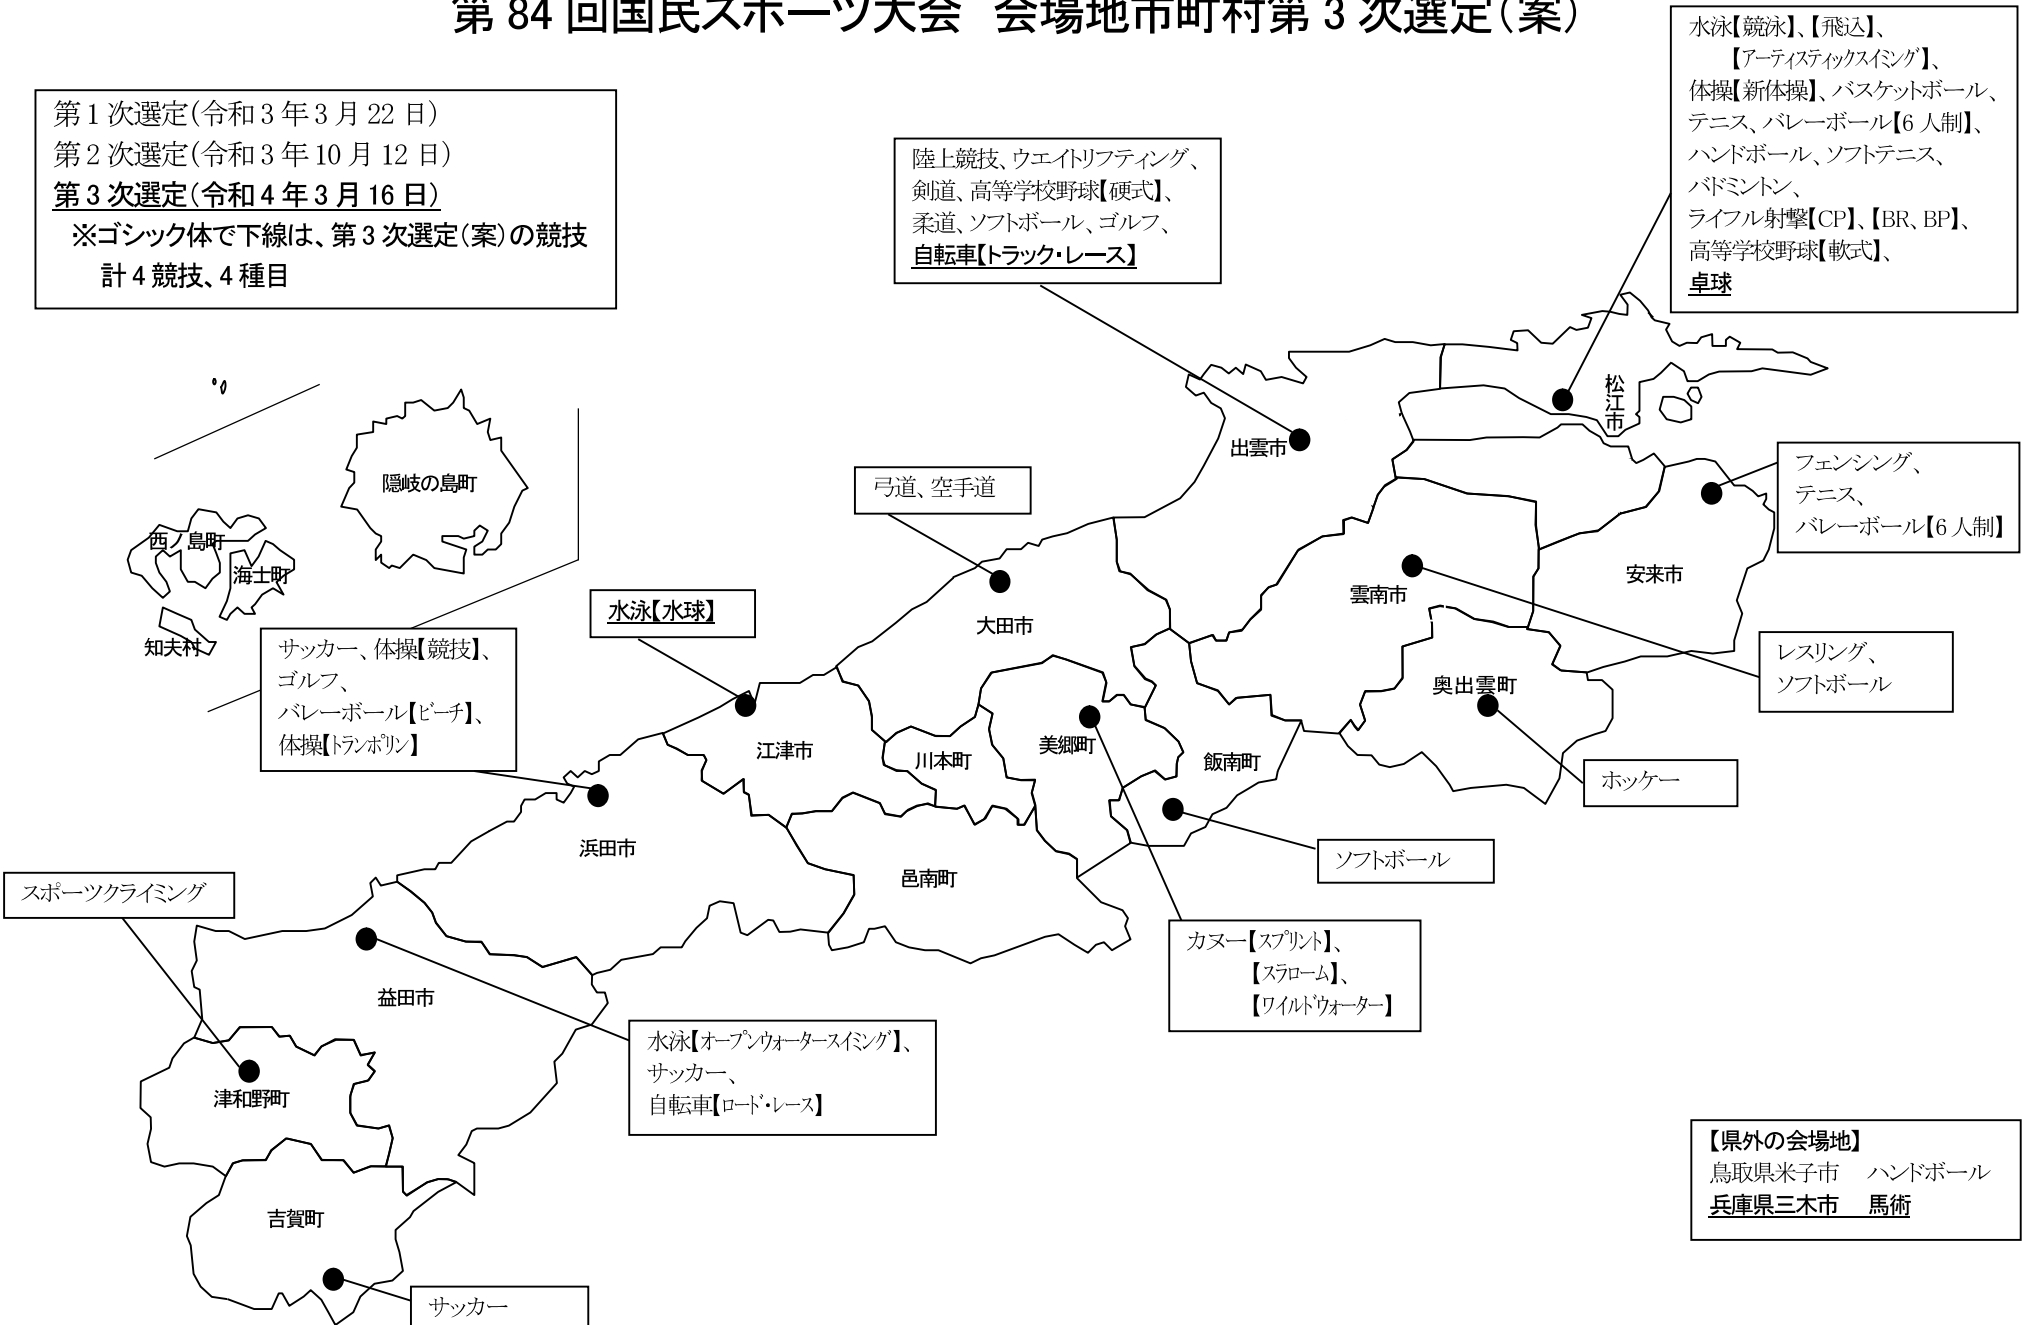 第 84 回国民スポーツ大会　会場地市町村第 3 次選定（案）
第 1 次選定（令和 3 年 3 月 22 日）
第 2 次選定（令和 3 年 10 月 12 日）
第 3 次選定（令和 4 年 3 月 16 日）
※ゴシック体で下線は、第 3 次選定（案）の競技
計 4 競技、4 種目
陸上競技、ウエイトリフティング、
剣道、高等学校野球【硬式】、
柔道、ソフトボール、ゴルフ、
自転車【トラック・レース】
水泳【競泳】、【飛込】、
【アーティスティックスイミング】、
体操【新体操】、バスケットボール、
テニス、バレーボール【6 人制】、
ハンドボール、ソフトテニス、
バドミントン、
ライフル射撃【CP】、【BR、BP】、
高等学校野球【軟式】、
卓球
松江市
出雲市
フェンシング、
テニス、
バレーボール【6 人制】
弓道、空手道
隠岐の島町
西ノ島町
海士町
知夫村
安来市
雲南市
大田市
水泳【水球】
サッカー、体操【競技】、
ゴルフ、
バレーボール【ビーチ】、
体操【トランポリン】
レスリング、
ソフトボール
奥出雲町
江津市
川本町
美郷町
飯南町
ホッケー
浜田市
邑南町
ソフトボール
スポーツクライミング
カヌー【スプリント】、
【スラローム】、
【ワイルドウォーター】
益田市
水泳【オープンウォータースイミング】、
サッカー、
自転車【ロード・レース】
津和野町
【県外の会場地】
鳥取県米子市　ハンドボール
兵庫県三木市　馬術
吉賀町
サッカー